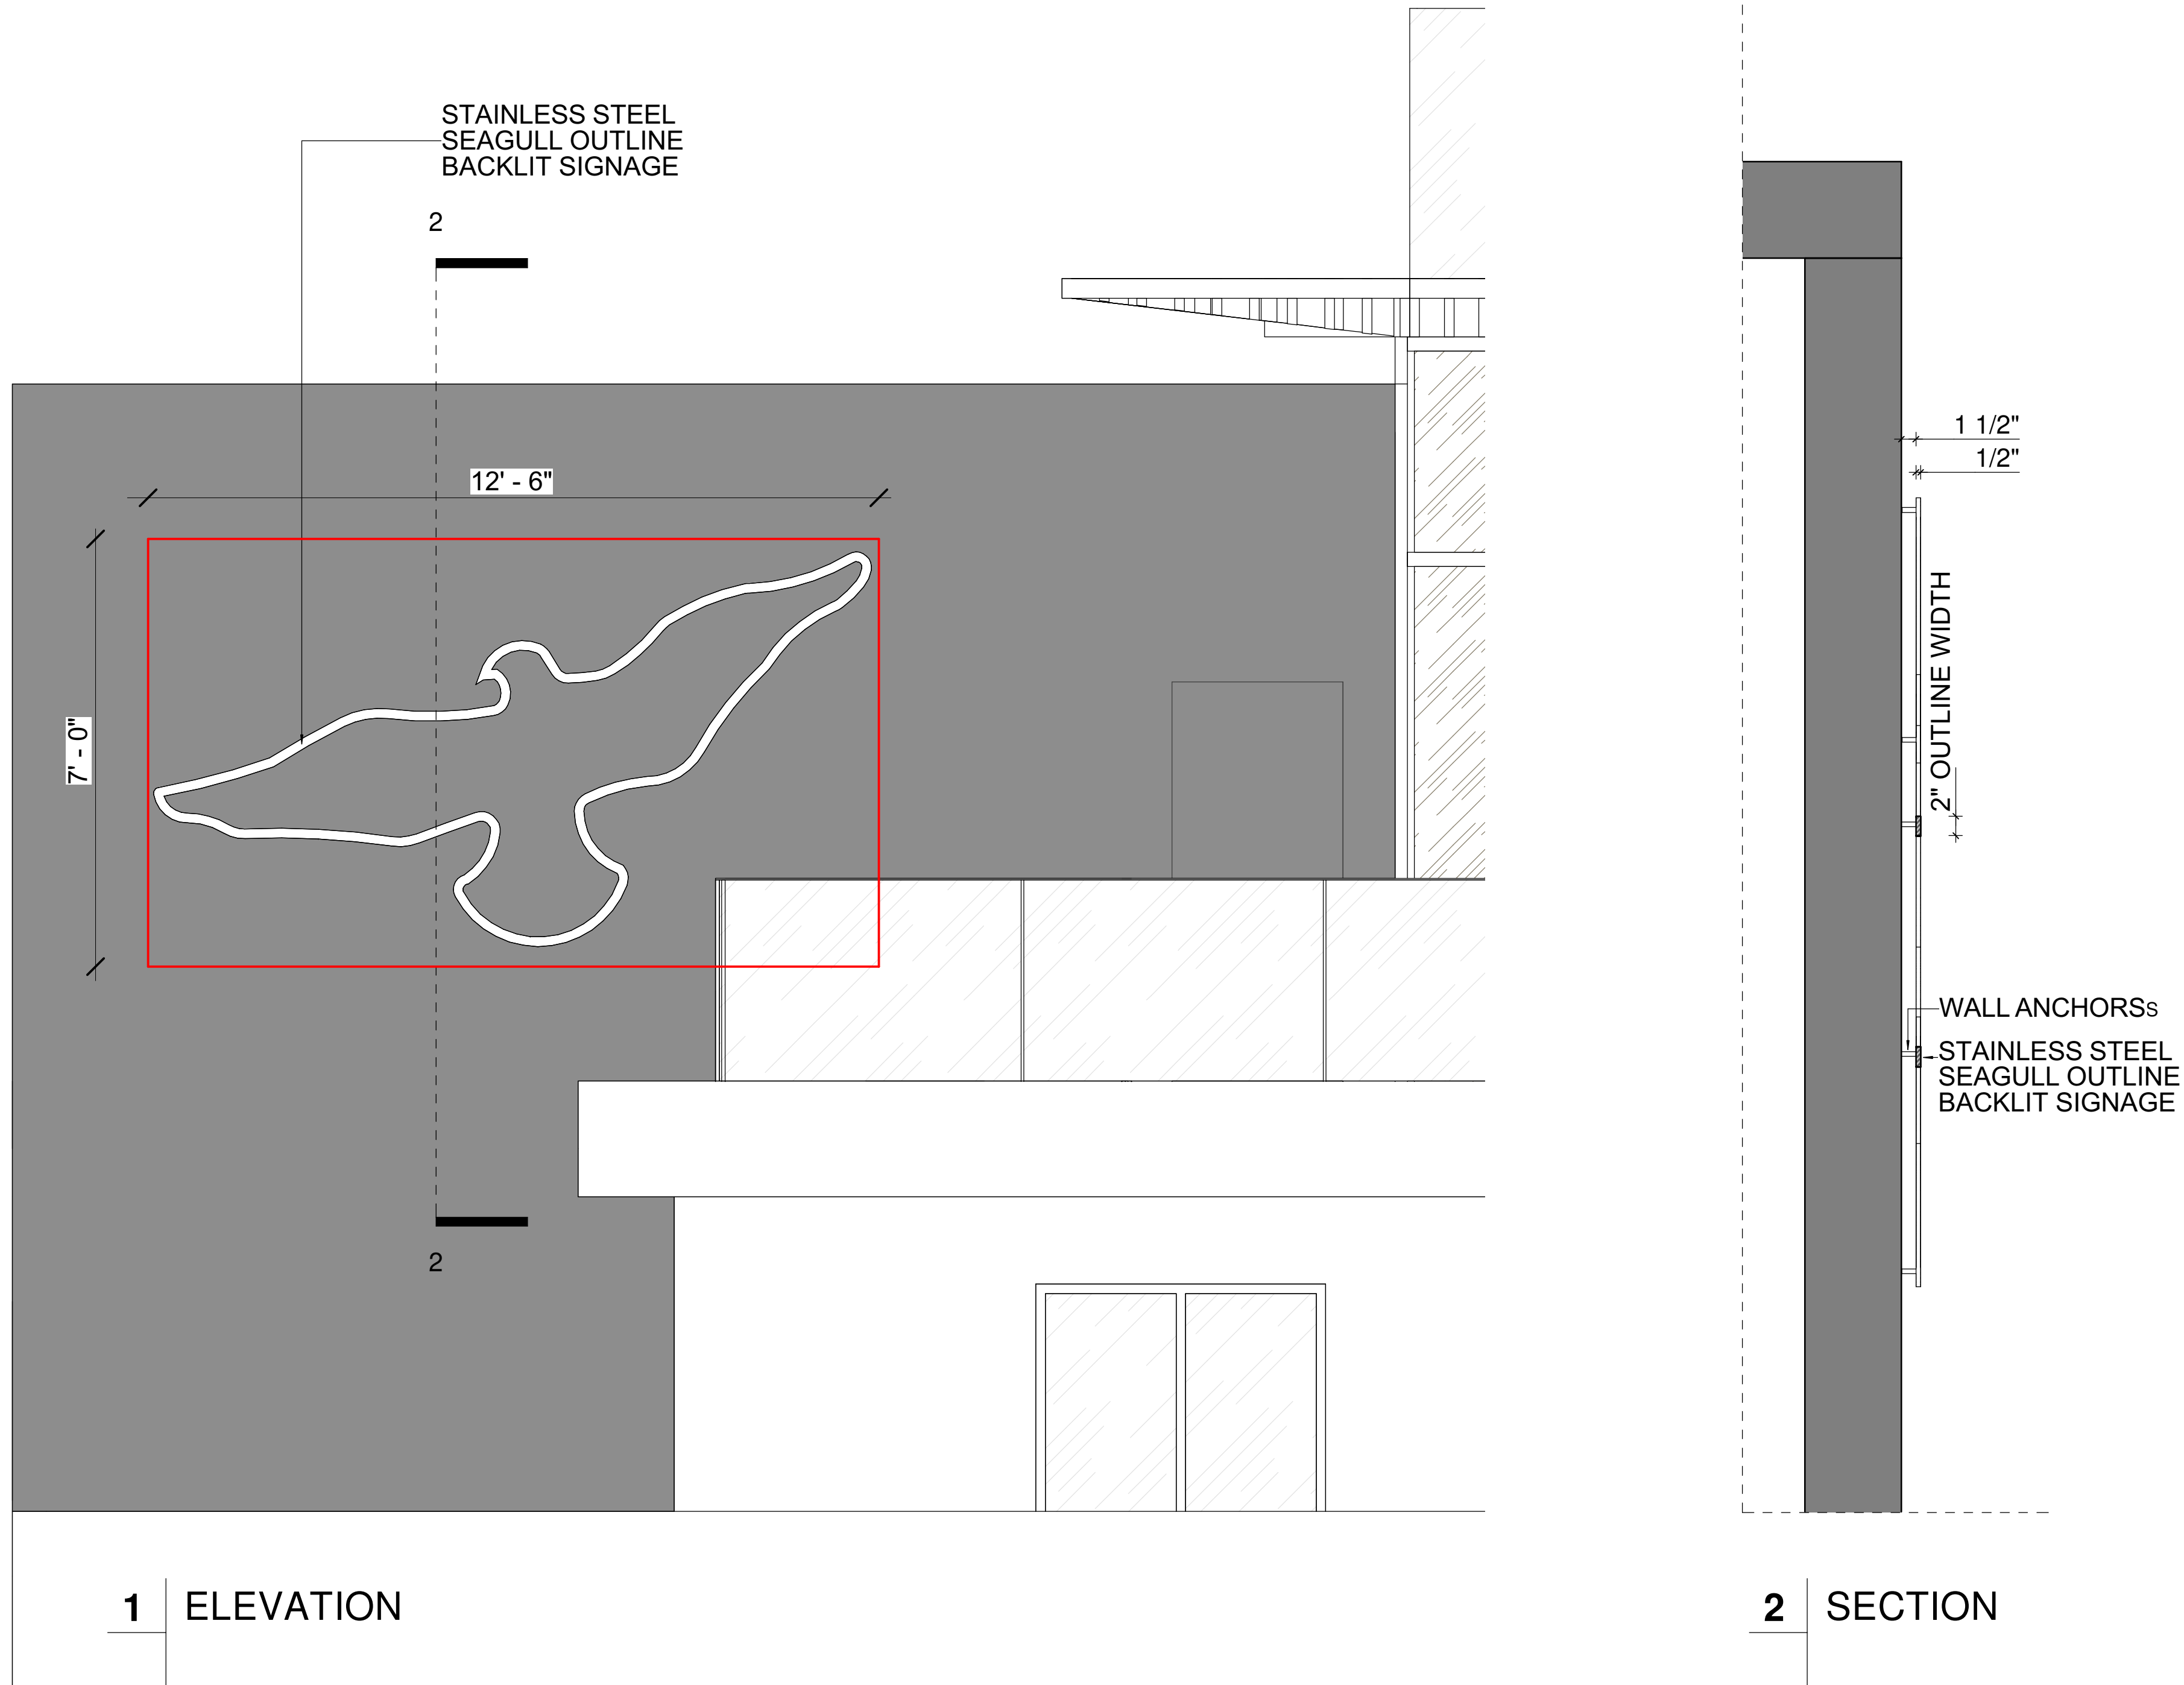 STAINLESS STEEL
SEAGULL OUTLINE
BACKLIT SIGNAGE
2
12' - 6"
7' - 0"
2
1 ELEVATION
1 1/2"
1/2"
2" OUTLINE WIDTH
WALL ANCHORSs
STAINLESS STEEL
SEAGULL OUTLINE
BACKLIT SIGNAGE
2 SECTION